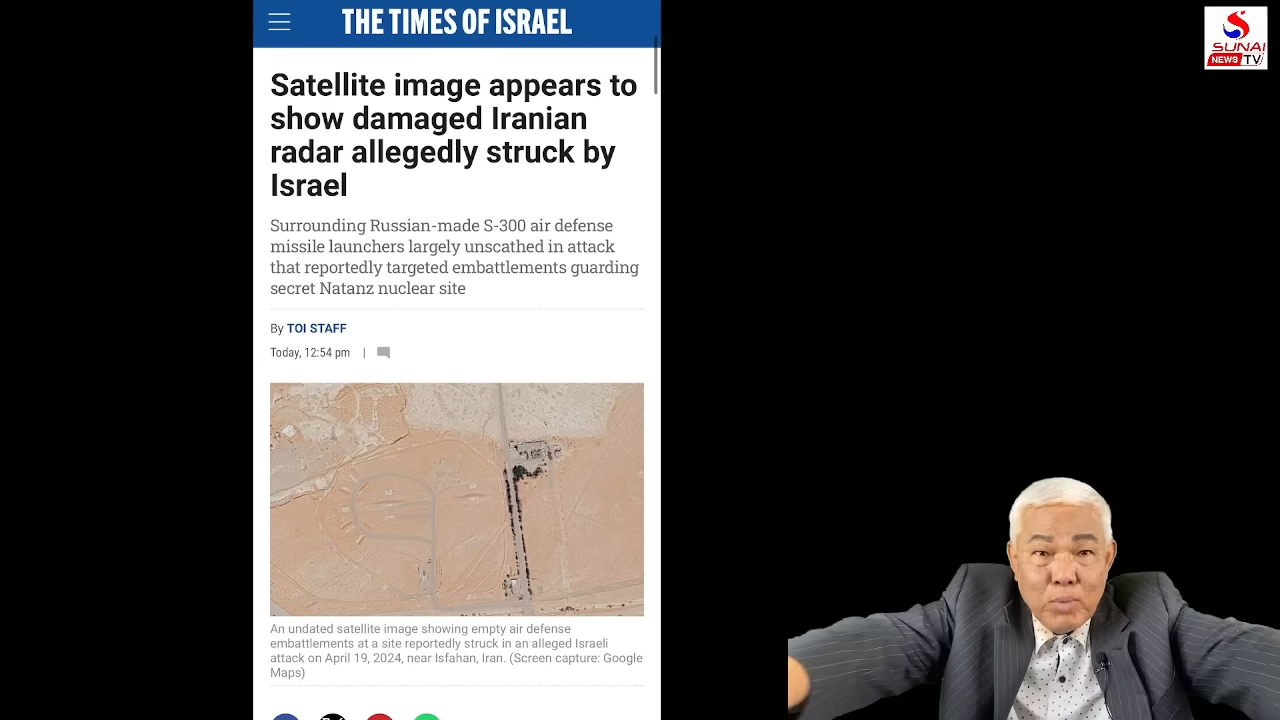 THE TIMES OF ISRAEL
SUNAI
NEWS TV
Satellite image appears to
show damaged Iranian
radar allegedly struck by
Israel
Surrounding Russian-made S-300 air defense
missile launchers largely unscathed in attack
that reportedly targeted embattlements guarding
secret Natanz nuclear site
By TOI STAFF
Today, 12:54 pm |
An undated satellite image showing empty air defense
embattlements at a site reportedly struck in an alleged Israeli
attack on April 19, 2024, near Isfahan, Iran. (Screen capture: Google
Maps)